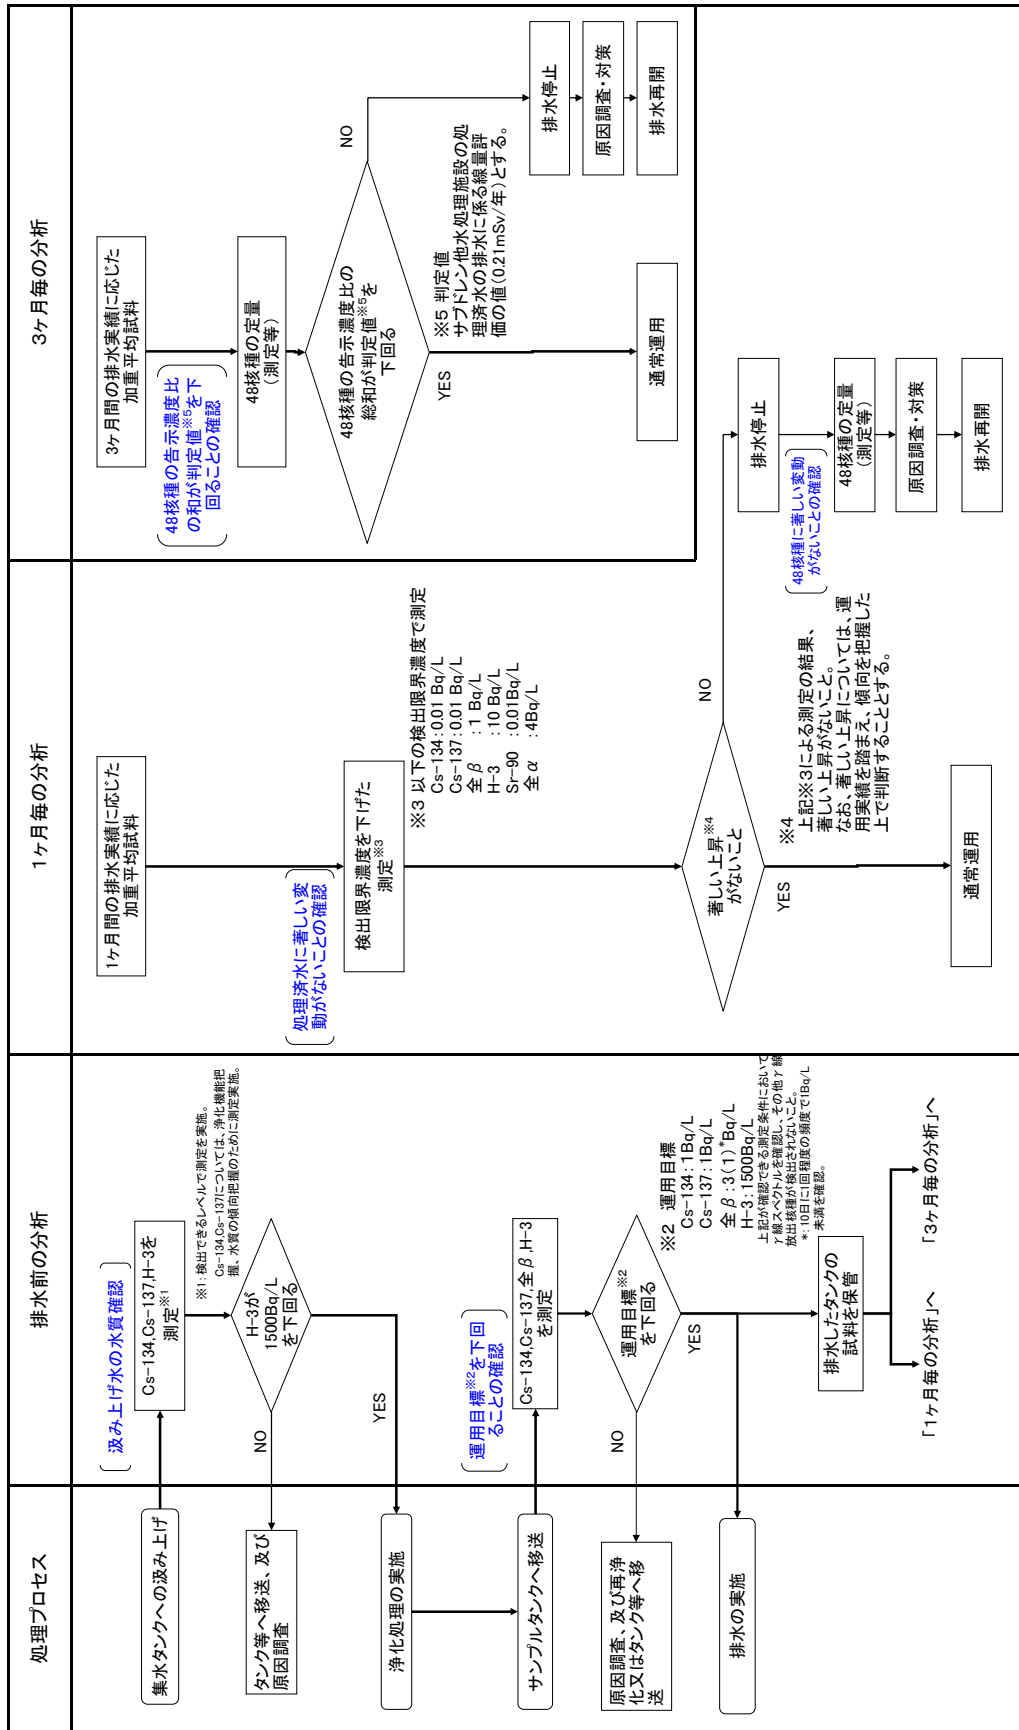 処理プロセス
排水前の分析
1ヶ月毎の分析
3ヶ月毎の分析
集水タンクへの汲み上げ
タンク等へ移送、及び
原因調査
浄化処理の実施
サンプルタンクへ移送
原因調査、及び再浄
化又はタンク等へ移
送
排水の実施
汲み上げ水の水質確認
Cs-134,Cs-137,H-3を
測定※1
※1:検出できるレベルで測定を実施。
Cs-134,Cs-137については、浄化機能把
握、水質の傾向把握のために測定実施。
H-3が
1500Bq/L
を下回る
NO
YES
運用目標※2を下回
ることの確認
Cs-134,Cs-137,全β,H-3
を測定
運用目標※2
を下回る
NO
YES
※2 運用目標
Cs-134:1Bq/L
Cs-137:1Bq/L
全β:3(1)*Bq/L
H-3:1500Bq/L
上記が確認できる測定条件において
γ線スペクトルを確認し、その他γ線
放出核種が検出されないこと。
*:10日に1回程度の頻度で1Bq/L
未満を確認。
排水したタンクの
試料を保管
「1ヶ月毎の分析」へ
「3ヶ月毎の分析」へ
1ヶ月間の排水実績に応じた
加重平均試料
処理済水に著しい変
動がないことの確認
検出限界濃度を下げた
測定※3
※3 以下の検出限界濃度で測定
Cs-134:0.01 Bq/L
Cs-137:0.01 Bq/L
全β :1 Bq/L
H-3 :10 Bq/L
Sr-90 :0.01Bq/L
全α :4Bq/L
著しい上昇※4
がないこと
NO
YES
※4
上記※3による測定の結果、
著しい上昇がないこと。
なお、著しい上昇については、運
用実績を踏まえ、傾向を把握した
上で判断することとする。
通常運用
排水停止
48核種に著しい変動
がないことの確認
48核種の定量
(測定等)
原因調査・対策
排水再開
3ヶ月間の排水実績に応じた
加重平均試料
48核種の告示濃度比
の和が判定値※5を下
回ることの確認
48核種の定量
(測定等)
48核種の告示濃度比の
総和が判定値※5を
下回る
NO
YES
※5 判定値
サブドレン他水処理施設の処
理済水の排水に係る線量評
価の値(0.21mSv/年)とする。
通常運用
排水停止
原因調査・対策
排水再開